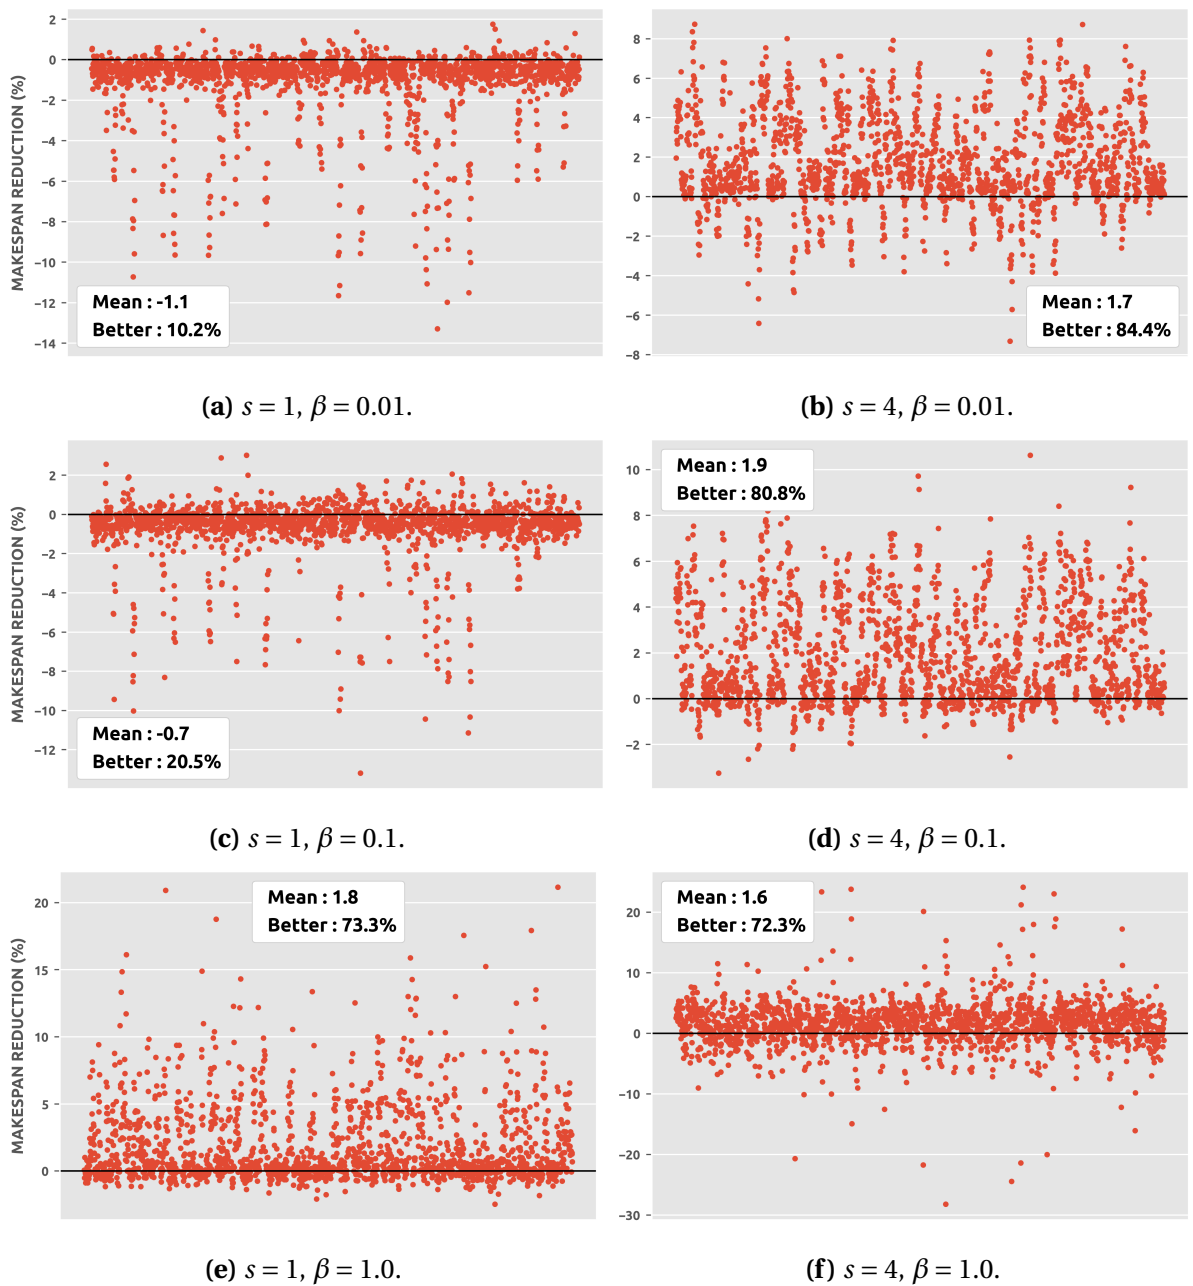 MAKESPAN REDUCTION (%)
2
0
−2
−4
−6
−8
−10
−12
−14
Mean : -1.1
Better : 10.2%
8
6
4
2
0
−2
−4
−6
−8
Mean : 1.7
Better : 84.4%
(a) s = 1, β = 0.01.
(b) s = 4, β = 0.01.
MAKESPAN REDUCTION (%)
2
0
−2
−4
−6
−8
−10
−12
Mean : -0.7
Better : 20.5%
10
8
6
4
2
0
−2
Mean : 1.9
Better : 80.8%
(c) s = 1, β = 0.1.
(d) s = 4, β = 0.1.
MAKESPAN REDUCTION (%)
20
15
10
5
0
Mean : 1.8
Better : 73.3%
20
10
0
−10
−20
−30
Mean : 1.6
Better : 72.3%
(e) s = 1, β = 1.0.
(f) s = 4, β = 1.0.